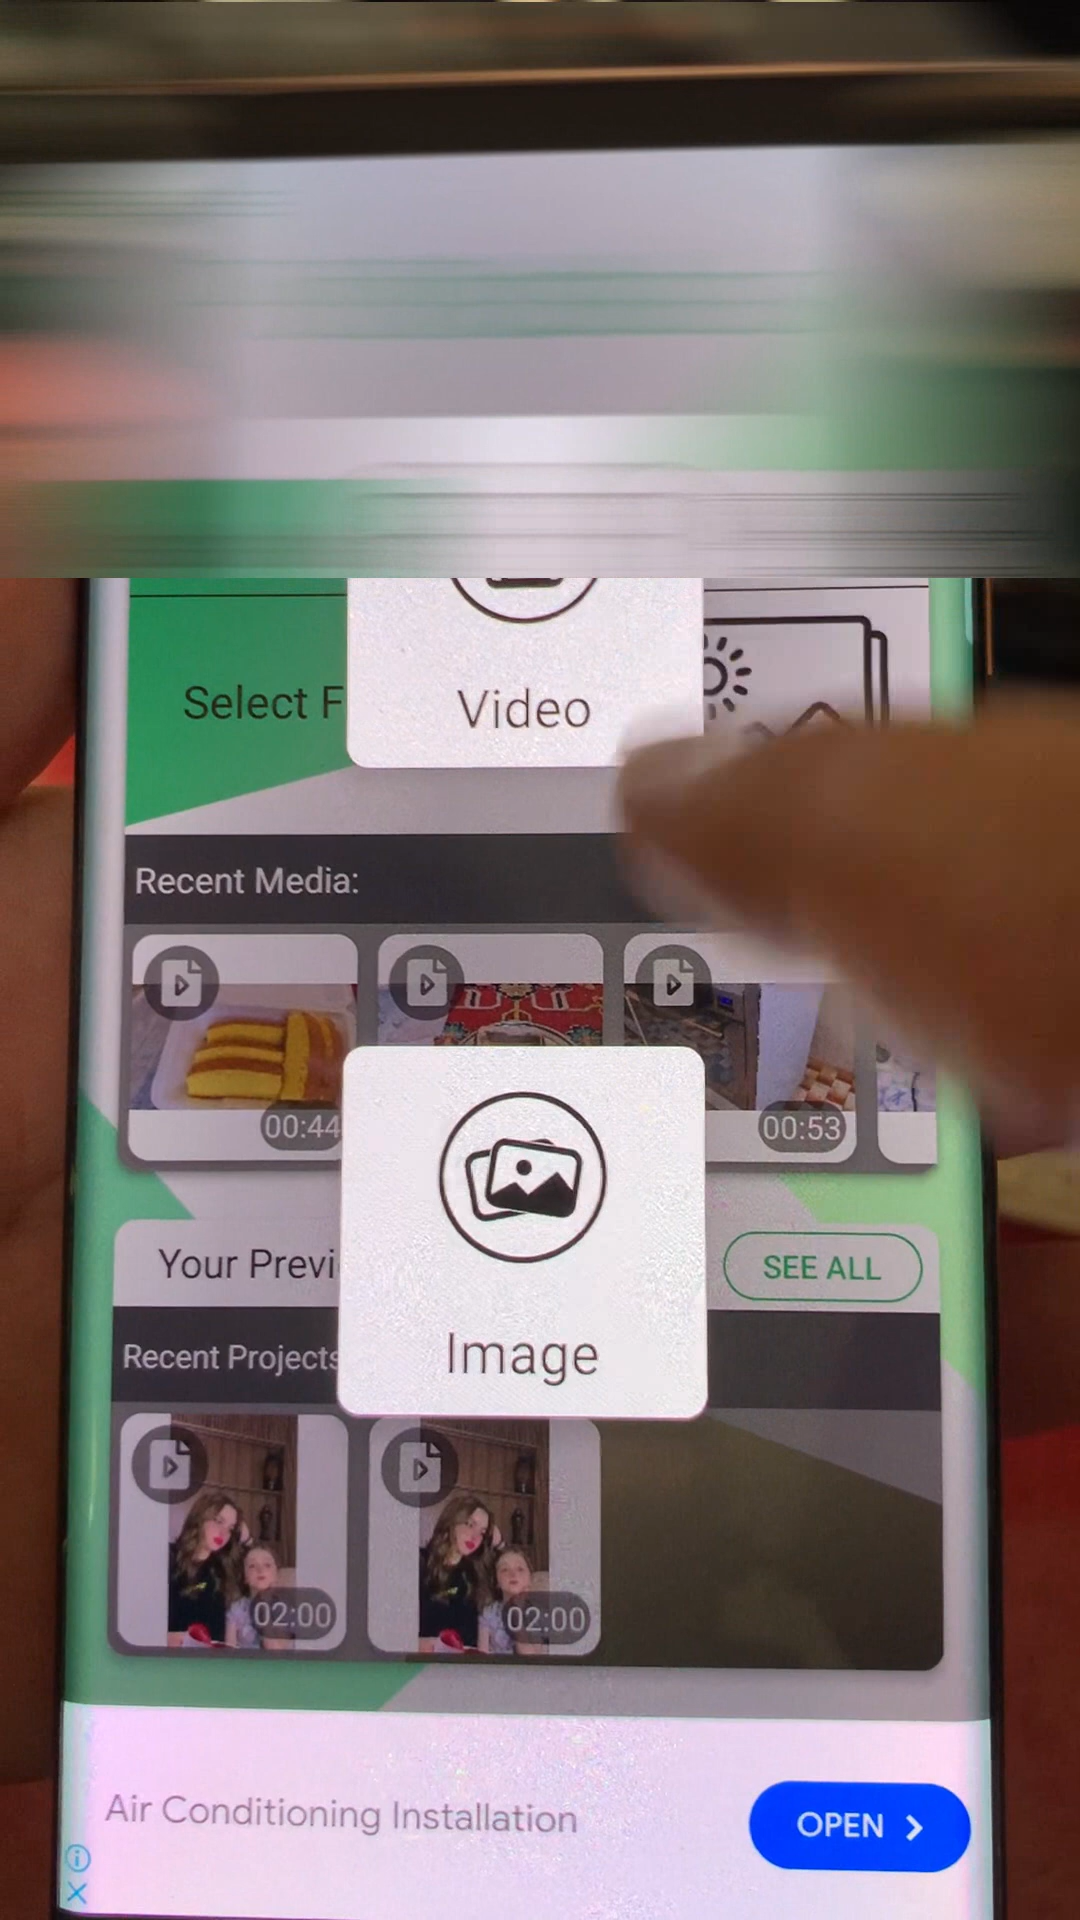 Select F
Video
Recent Media:
00:44
00:53
Your Previ
SEE ALL
Image
Recent Projects
02:00
02:00
Air Conditioning Installation
OPEN